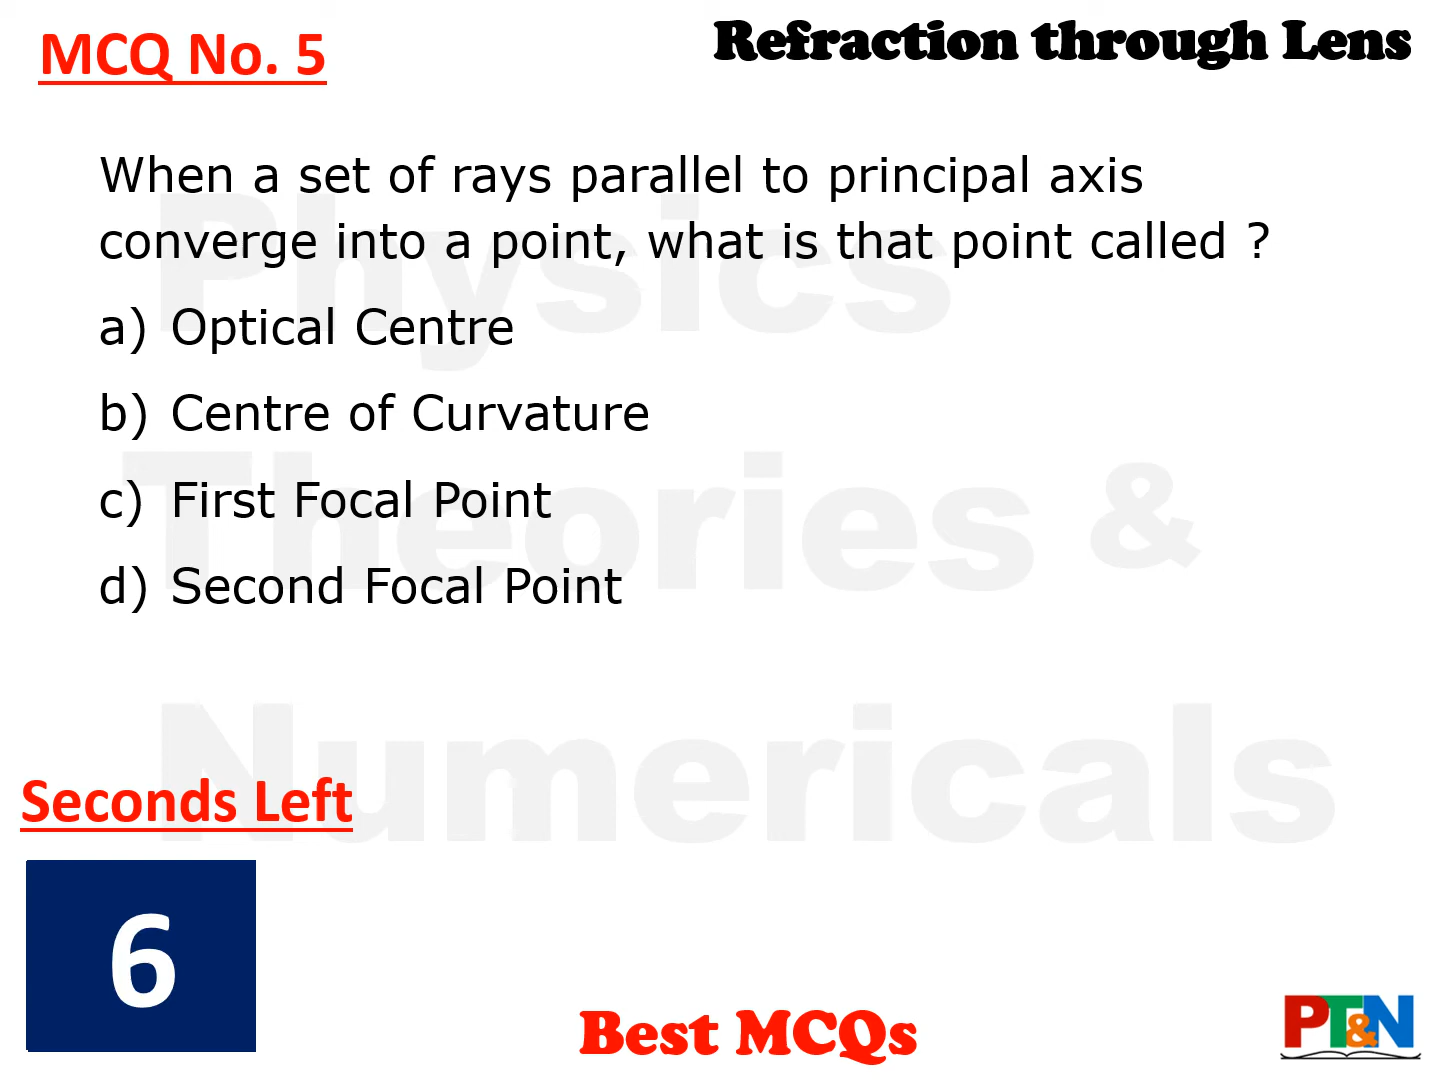 MCQ No. 5
Refraction through Lens
When a set of rays parallel to principal axis
converge into a point, what is that point called ?
a) Optical Centre
b) Centre of Curvature
c) First Focal Point
d) Second Focal Point
Physics
Theories &
Numericals
Seconds Left
6
Best MCQs
PT&N